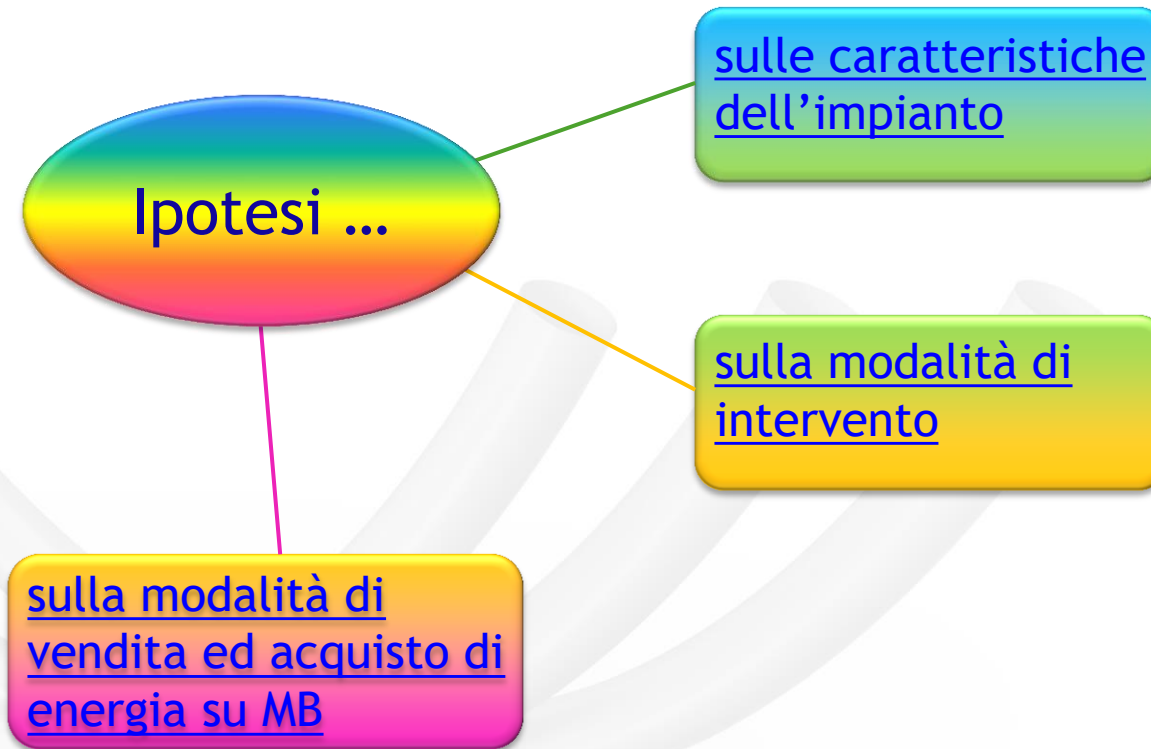 Ipotesi …
sulle caratteristiche
dell’impianto
sulla modalità di
intervento
sulla modalità di
vendita ed acquisto di
energia su MB